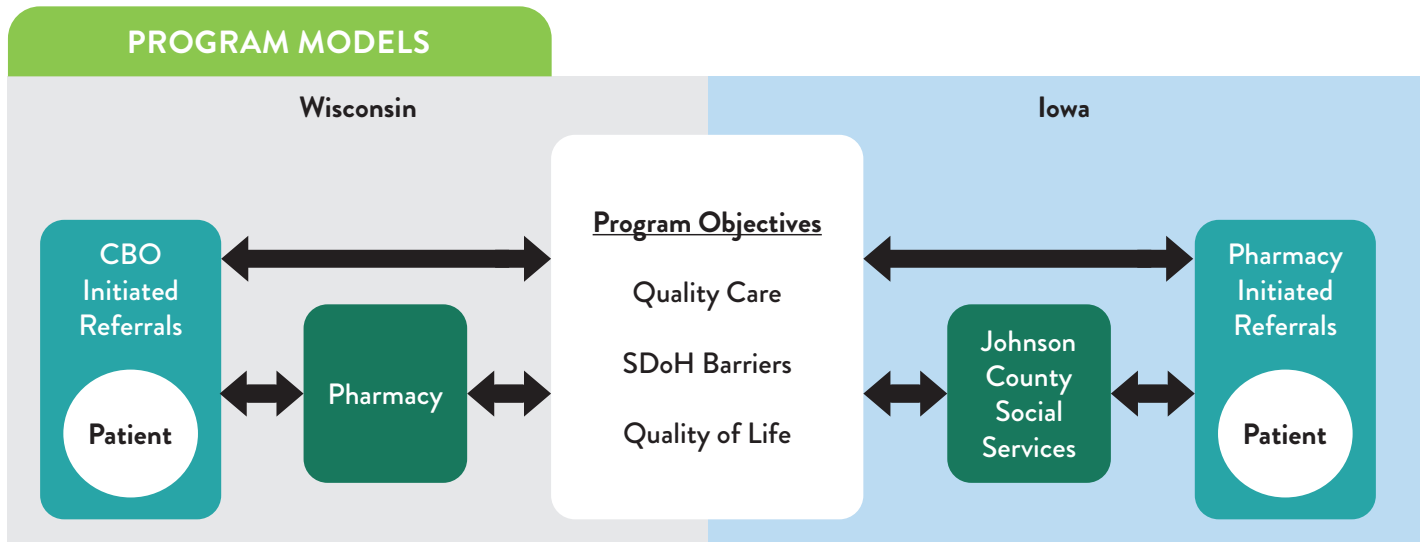 PROGRAM MODELS
Wisconsin
Iowa
CBO
Initiated
Referrals
Patient
Pharmacy
Program Objectives
Quality Care
SDoH Barriers
Quality of Life
Johnson
County
Social
Services
Pharmacy
Initiated
Referrals
Patient